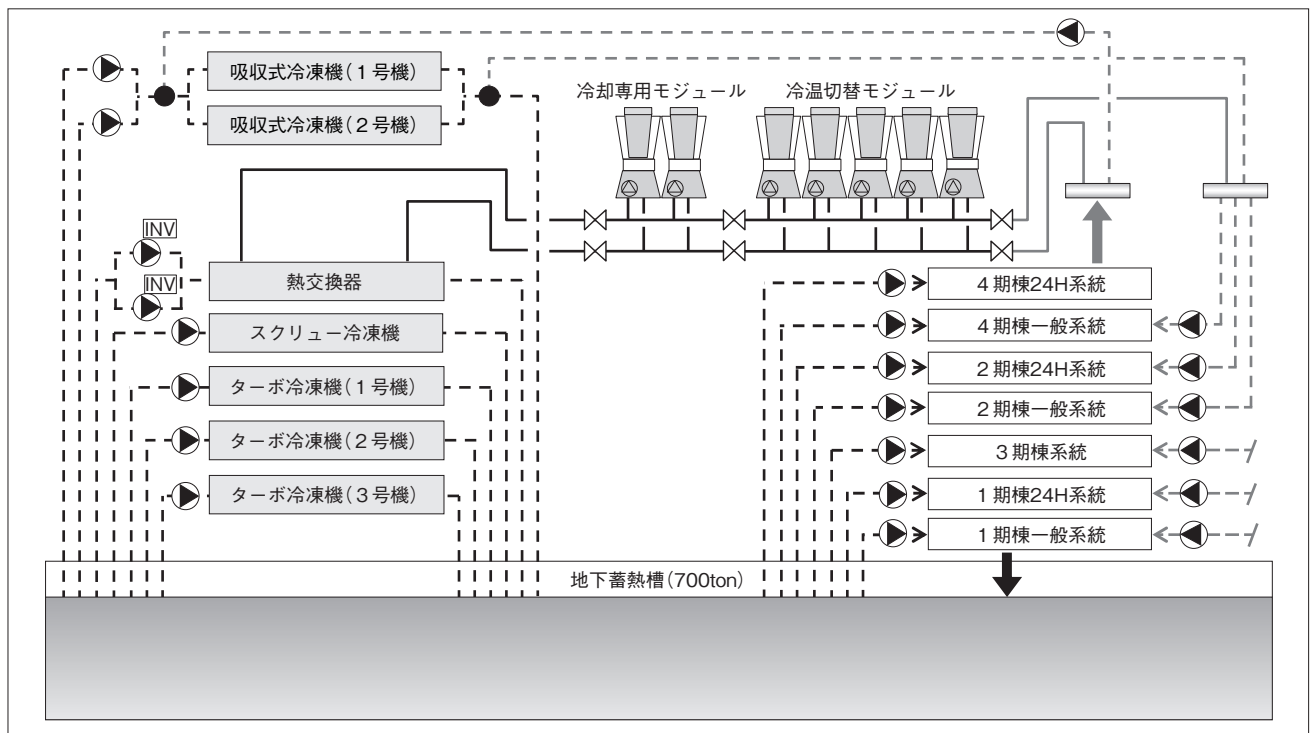 吸収式冷凍機(1号機)
吸収式冷凍機(2号機)
冷却専用モジュール
冷温切替モジュール
INV
INV
熱交換器
スクリュー冷凍機
ターボ冷凍機(1号機)
ターボ冷凍機(2号機)
ターボ冷凍機(3号機)
4期棟24H系統
4期棟一般系統
2期棟24H系統
2期棟一般系統
3期棟系統
1期棟24H系統
1期棟一般系統
地下蓄熱槽(700ton)